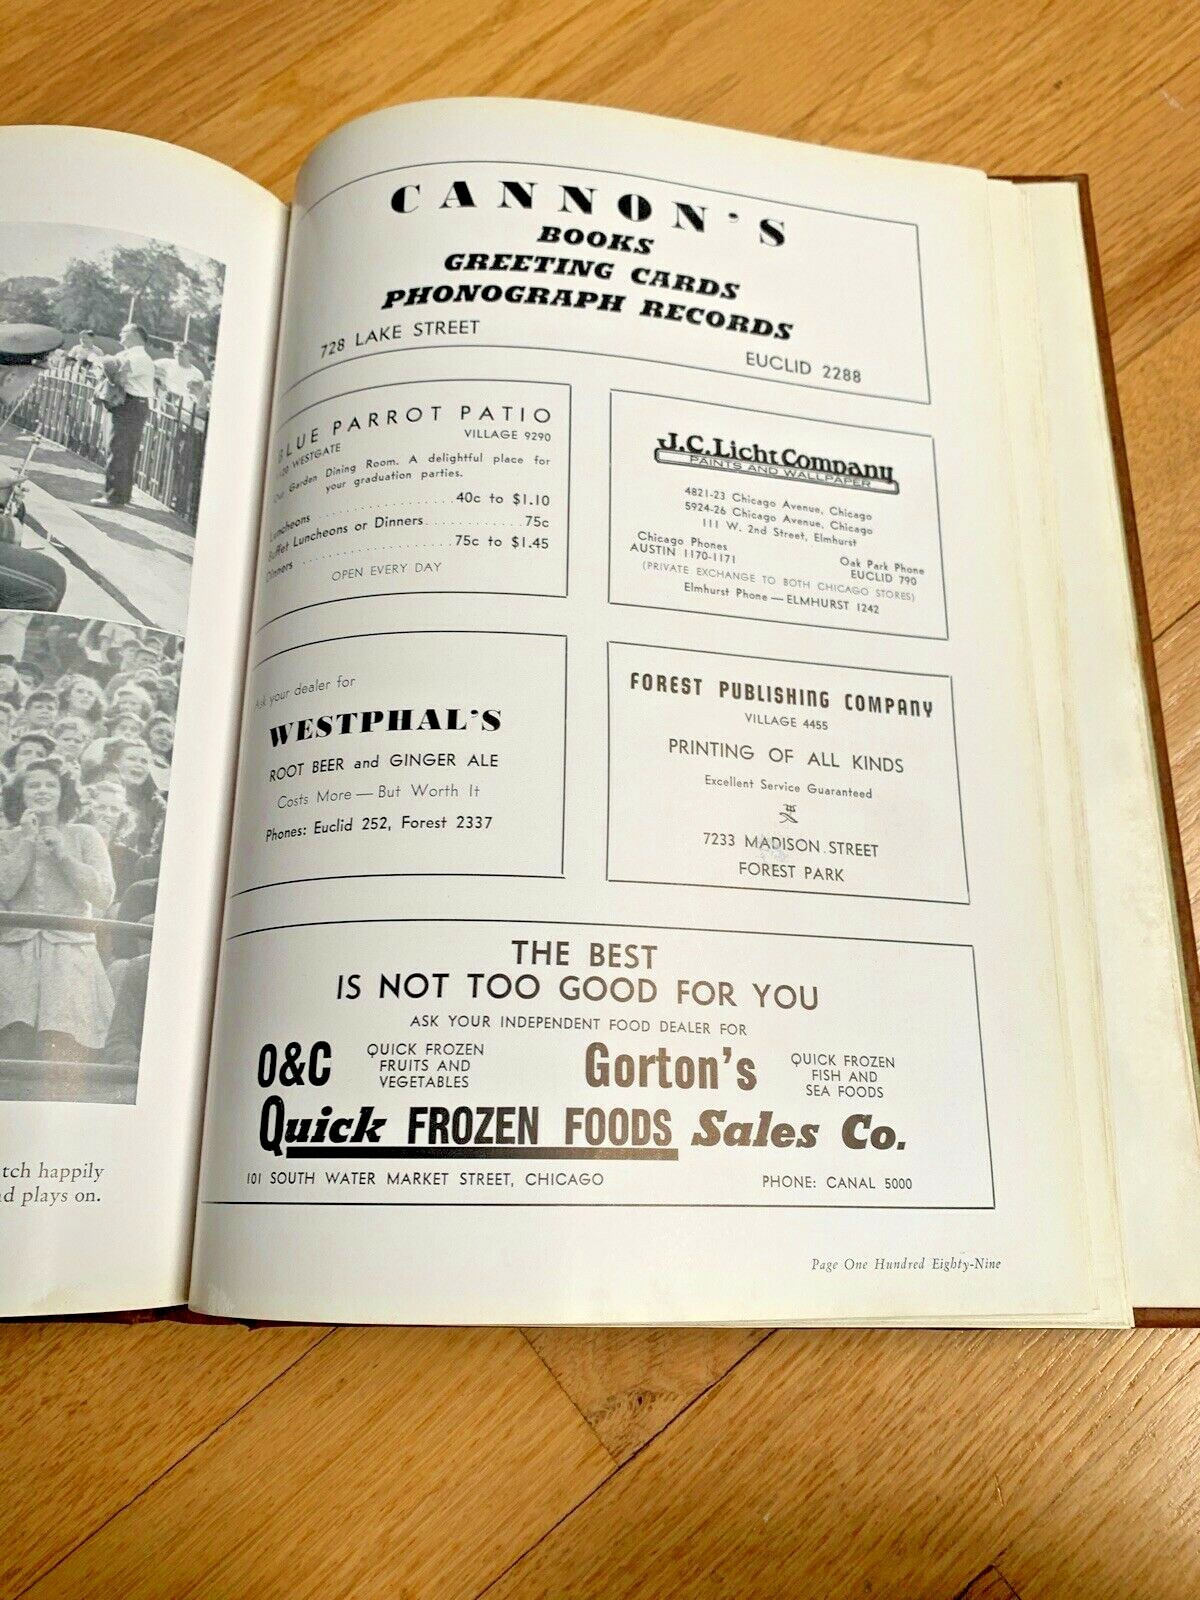 CANNON'S
BOOKS
GREETING CARDS
PHONOGRAPH RECORDS
728 LAKE STREET
EUCLID 2288
BLUE PARROT PATIO
VILLAGE 9290
WESTGATE
Our Garden Dining Room. A delightful place for
your graduation parties.
Luncheons . . . . . . . . . . . . . . . . . . 40c to $1.10
Buffet Luncheons or Dinners . . . . . . . . . . . . 75c
Dinners . . . . . . . . . . . . . . . . . . . . 75c to $1.45
OPEN EVERY DAY
J.C. Licht Company
PAINTS AND WALLPAPER
4821-23 Chicago Avenue, Chicago
5924-26 Chicago Avenue, Chicago
111 W. 2nd Street, Elmhurst
Chicago Phones
AUSTIN 1170-1171
Oak Park Phone
EUCLID 790
(PRIVATE EXCHANGE TO BOTH CHICAGO STORES)
Elmhurst Phone — ELMHURST 1242
Ask your dealer for
WESTPHAL'S
ROOT BEER and GINGER ALE
Costs More — But Worth It
Phones: Euclid 252, Forest 2337
FOREST PUBLISHING COMPANY
VILLAGE 4455
PRINTING OF ALL KINDS
Excellent Service Guaranteed
7233 MADISON STREET
FOREST PARK
THE BEST
IS NOT TOO GOOD FOR YOU
ASK YOUR INDEPENDENT FOOD DEALER FOR
O&C
QUICK FROZEN
FRUITS AND
VEGETABLES
Gorton's
QUICK FROZEN
FISH AND
SEA FOODS
Quick FROZEN FOODS Sales Co.
101 SOUTH WATER MARKET STREET, CHICAGO
PHONE: CANAL 5000
Page One Hundred Eighty-Nine
tch happily
d plays on.